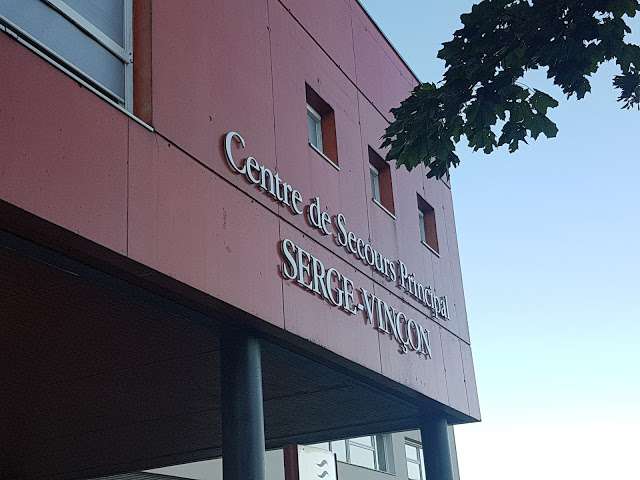 Centre de Secours Principal
SERGE-VINÇON